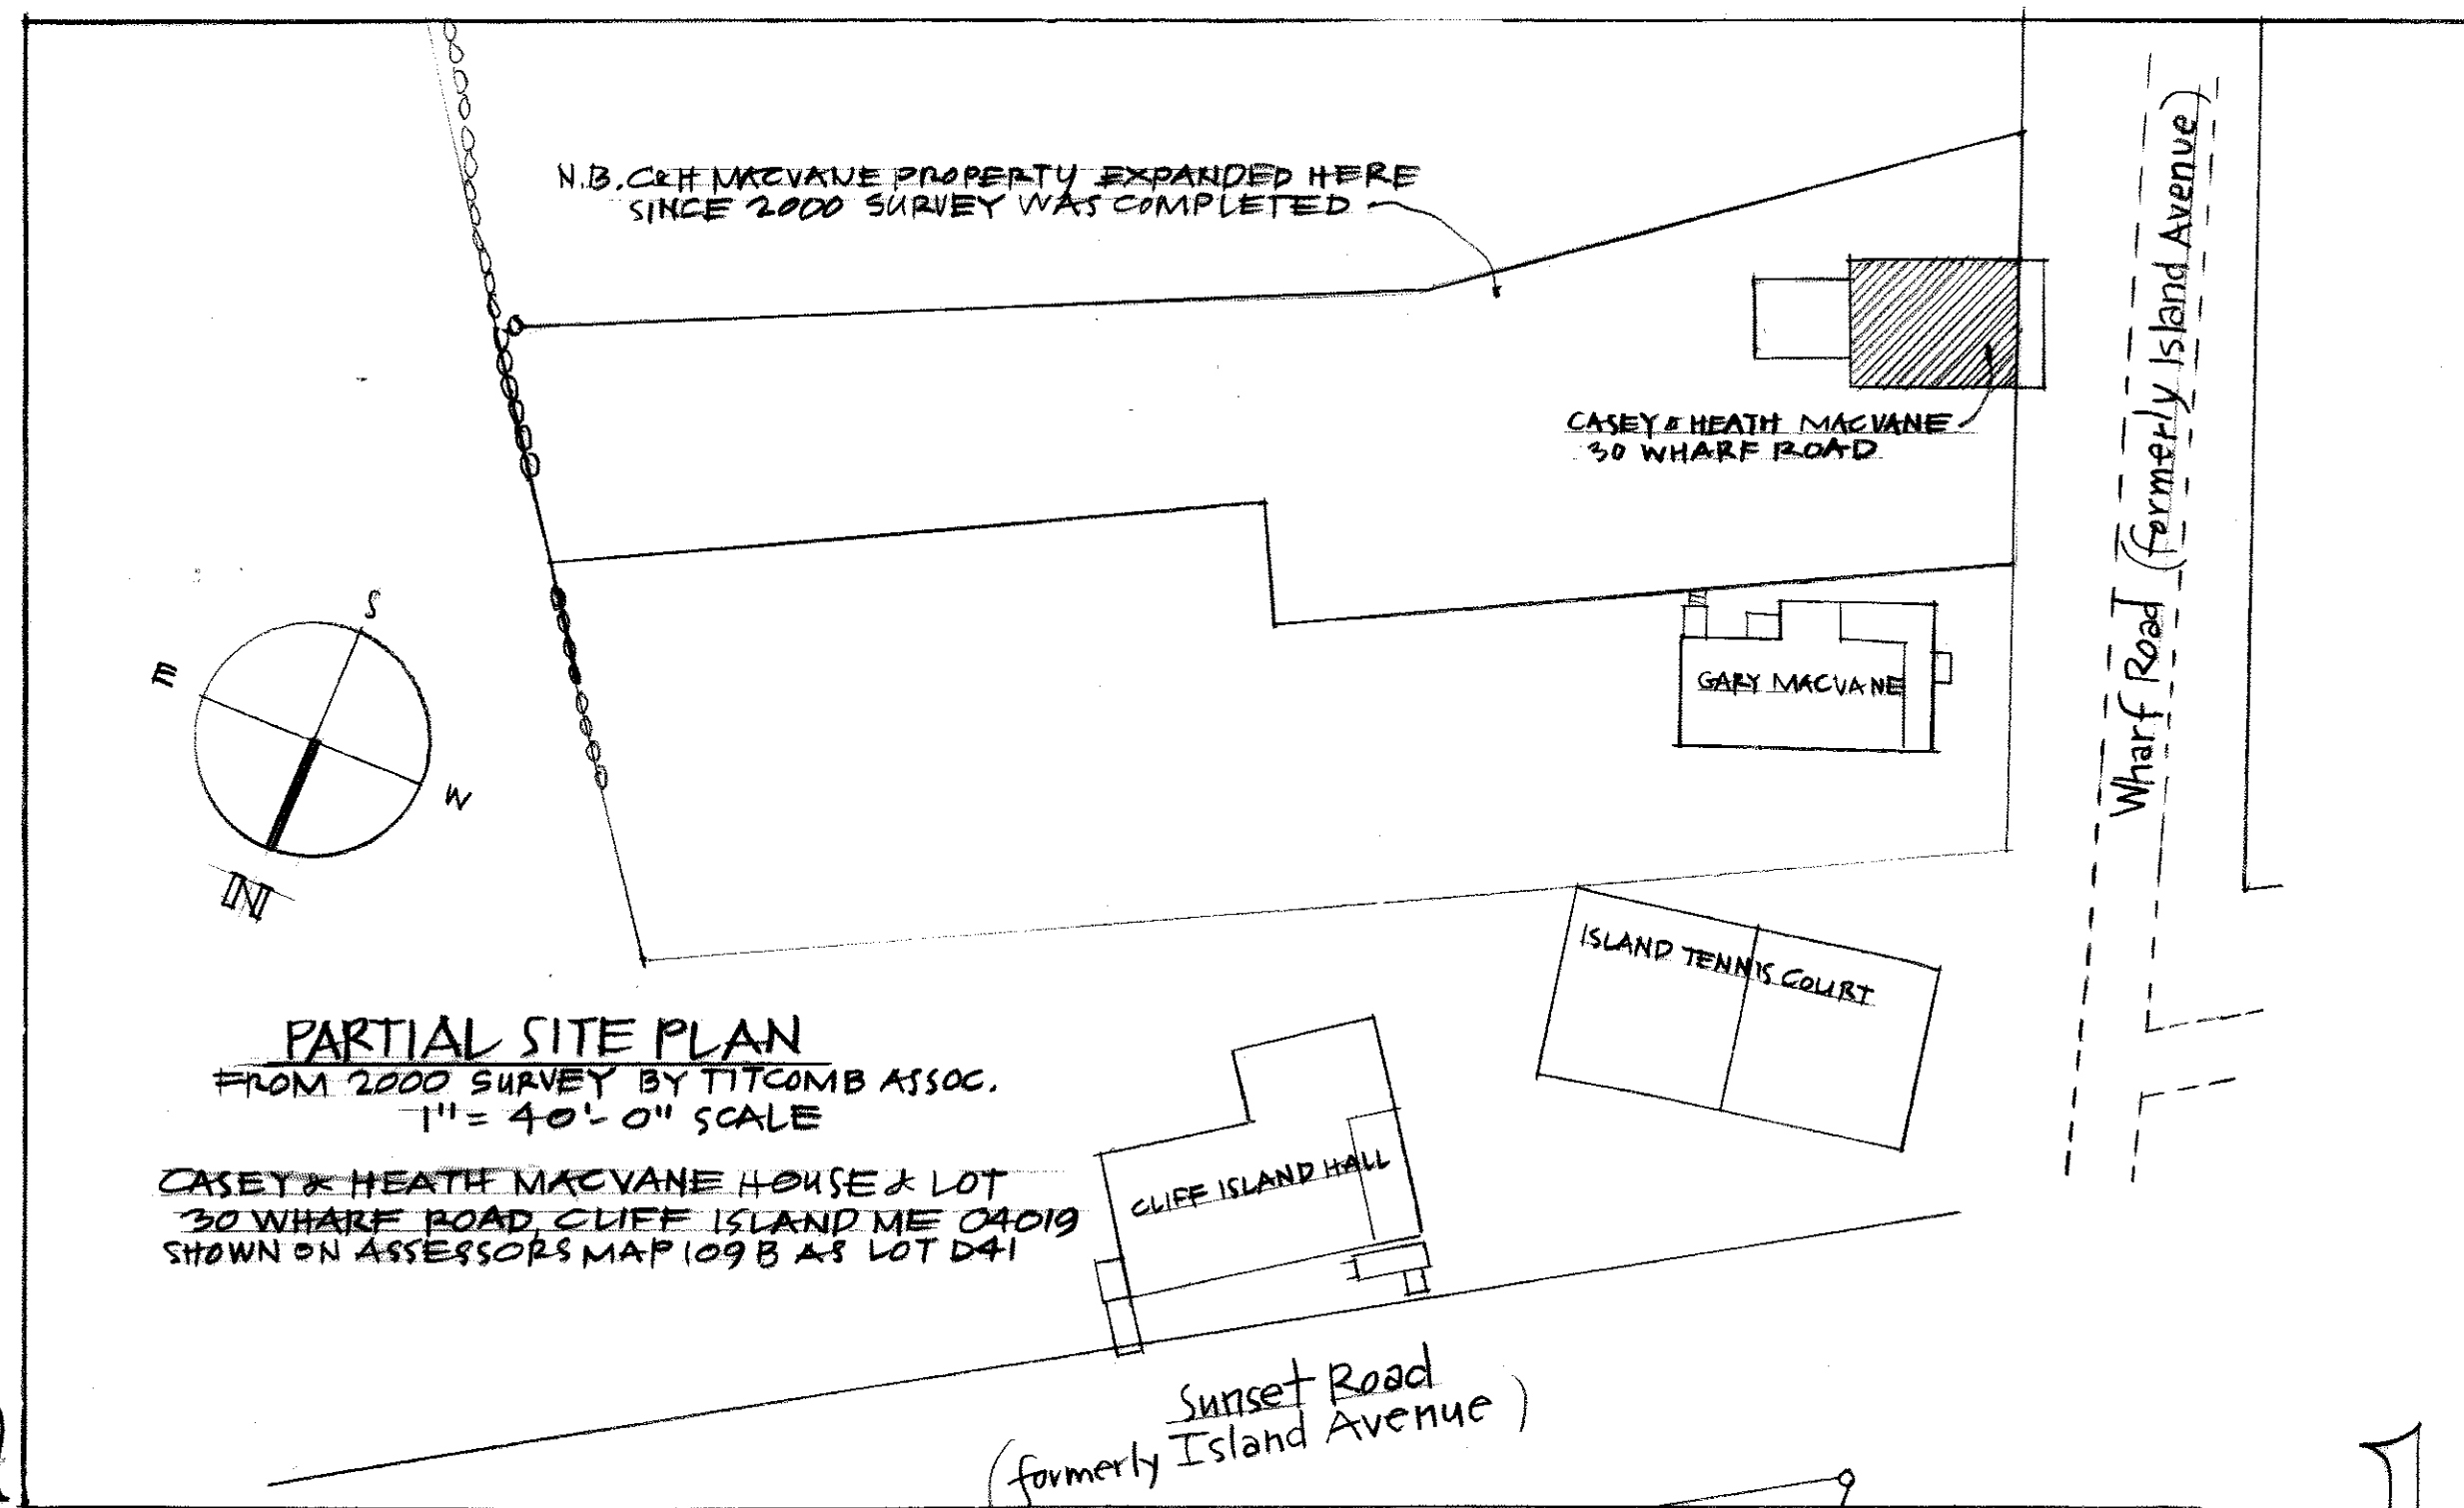 N.B. C&H MACVANE PROPERTY EXPANDED HERE
SINCE 2000 SURVEY WAS COMPLETED
CASEY & HEATH MACVANE
30 WHARF ROAD
Wharf Road (formerly Island Avenue)
S
E
W
N
GARY MACVANE
ISLAND TENNIS COURT
PARTIAL SITE PLAN
FROM 2000 SURVEY BY TITCOMB ASSOC.
1" = 40'-0" SCALE
CASEY & HEATH MACVANE HOUSE & LOT
30 WHARF ROAD, CLIFF ISLAND ME 04019
SHOWN ON ASSESSORS MAP 109B AS LOT D41
CLIFF ISLAND HALL
Sunset Road
(formerly Island Avenue)
1